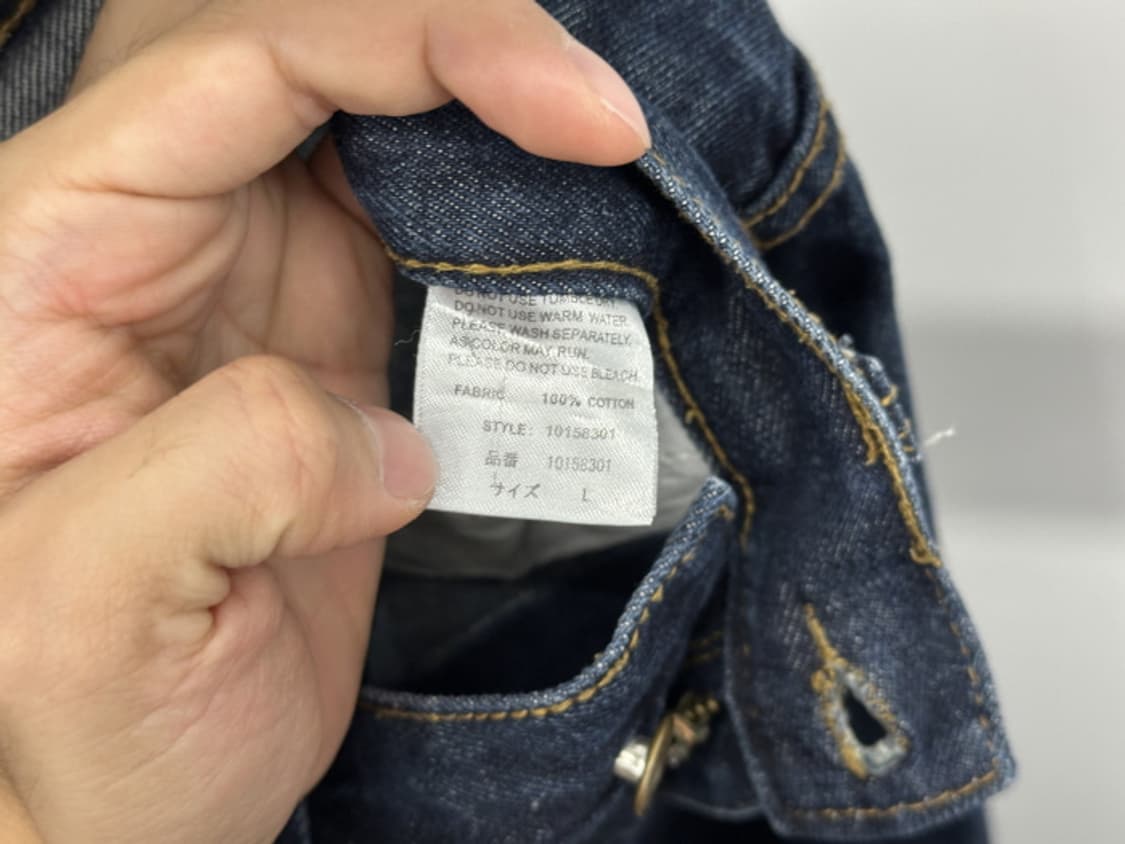 DO NOT USE TUMBLE DRY.
DO NOT USE WARM WATER.
PLEASE WASH SEPARATELY.
AS COLOR MAY RUN.
PLEASE DO NOT USE BLEACH.
FABRIC 100% COTTON
STYLE: 10158301
品番 10158301
サイズ L